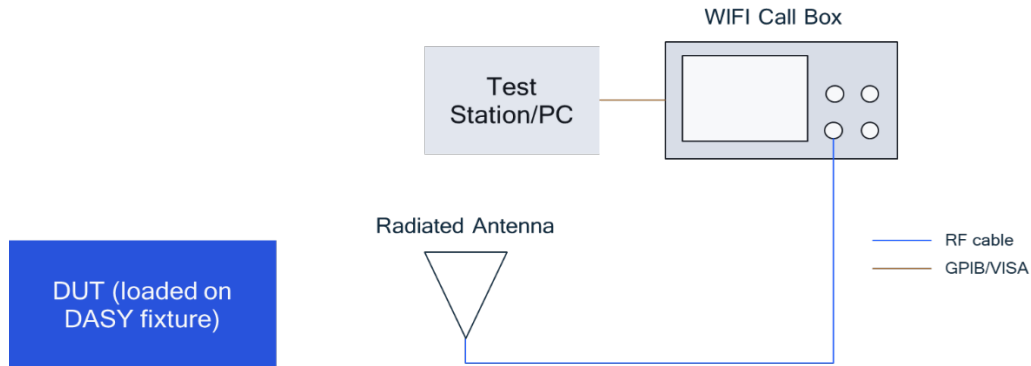 WIFI Call Box
Test
Station/PC
Radiated Antenna
RF cable
GPIB/VISA
DUT (loaded on
DASY fixture)